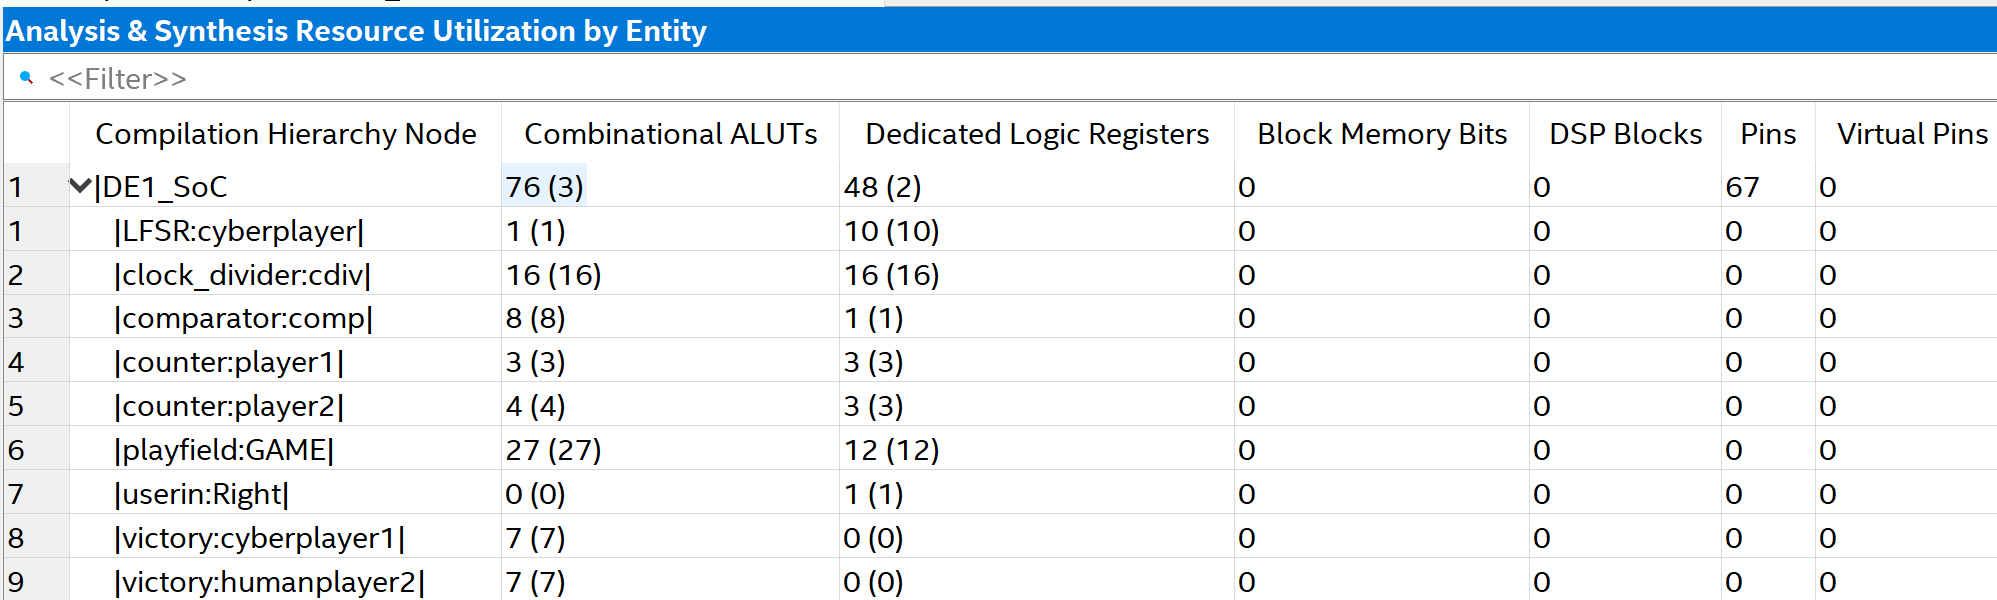 Analysis & Synthesis Resource Utilization by Entity
<<Filter>>
Compilation Hierarchy Node Combinational ALUTs Dedicated Logic Registers Block Memory Bits DSP Blocks Pins Virtual Pins
1 |DE1_SoC 76 (3) 48 (2) 0 0 67 0
1 |LFSR:cyberplayer| 1 (1) 10 (10) 0 0 0 0
2 |clock_divider:cdiv| 16 (16) 16 (16) 0 0 0 0
3 |comparator:comp| 8 (8) 1 (1) 0 0 0 0
4 |counter:player1| 3 (3) 3 (3) 0 0 0 0
5 |counter:player2| 4 (4) 3 (3) 0 0 0 0
6 |playfield:GAME| 27 (27) 12 (12) 0 0 0 0
7 |userin:Right| 0 (0) 1 (1) 0 0 0 0
8 |victory:cyberplayer1| 7 (7) 0 (0) 0 0 0 0
9 |victory:humanplayer2| 7 (7) 0 (0) 0 0 0 0